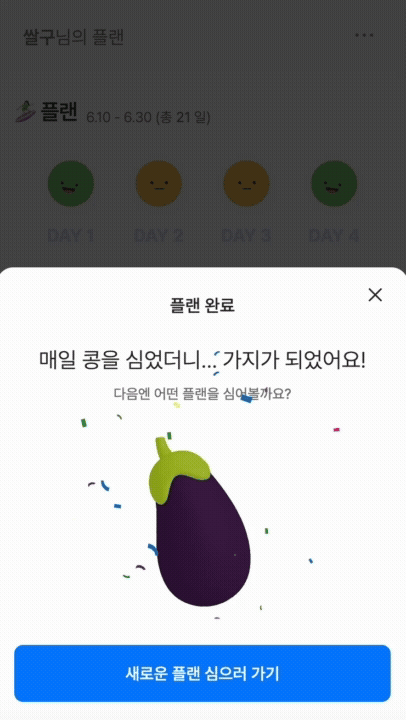 쌀구님의 플랜
플랜 6.10 - 6.30 (총 21 일)
DAY 1 DAY 2 DAY 3 DAY 4
플랜 완료
매일 콩을 심었더니... 가지가 되었어요!
다음엔 어떤 플랜을 심어볼까요?
새로운 플랜 심으러 가기